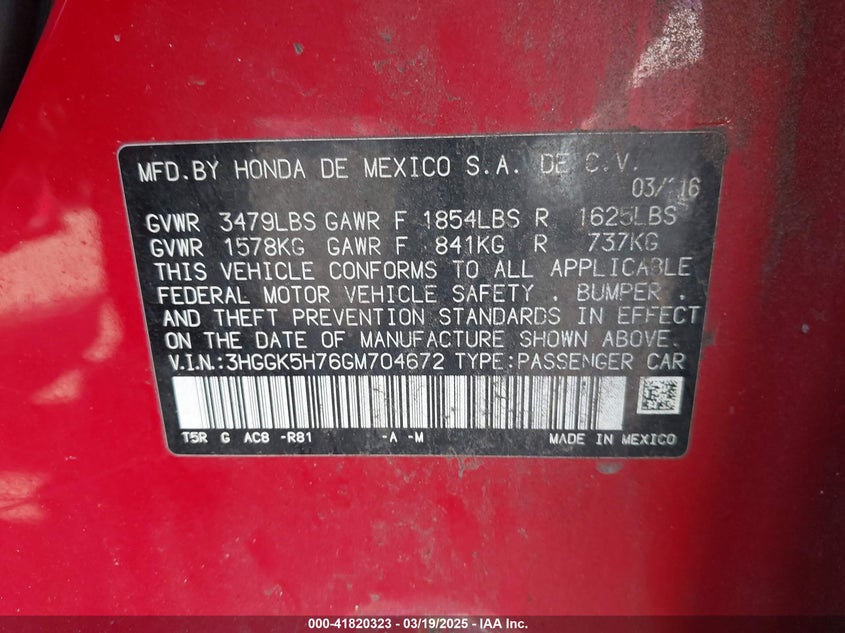 MFD.BY HONDA DE MEXICO S.A. DE C.V.
03/16
GVWR 3479LBS GAWR F 1854LBS R 1625LBS
GVWR 1578KG GAWR F 841KG R 737KG
THIS VEHICLE CONFORMS TO ALL APPLICABLE
FEDERAL MOTOR VEHICLE SAFETY , BUMPER ,
AND THEFT PREVENTION STANDARDS IN EFFECT
ON THE DATE OF MANUFACTURE SHOWN ABOVE.
V.I.N.:3HGGK5H76GM704672 TYPE:PASSENGER CAR
T5R G AC8 -R81 -A -M MADE IN MEXICO
000-41820323 - 03/19/2025 - IAA Inc.